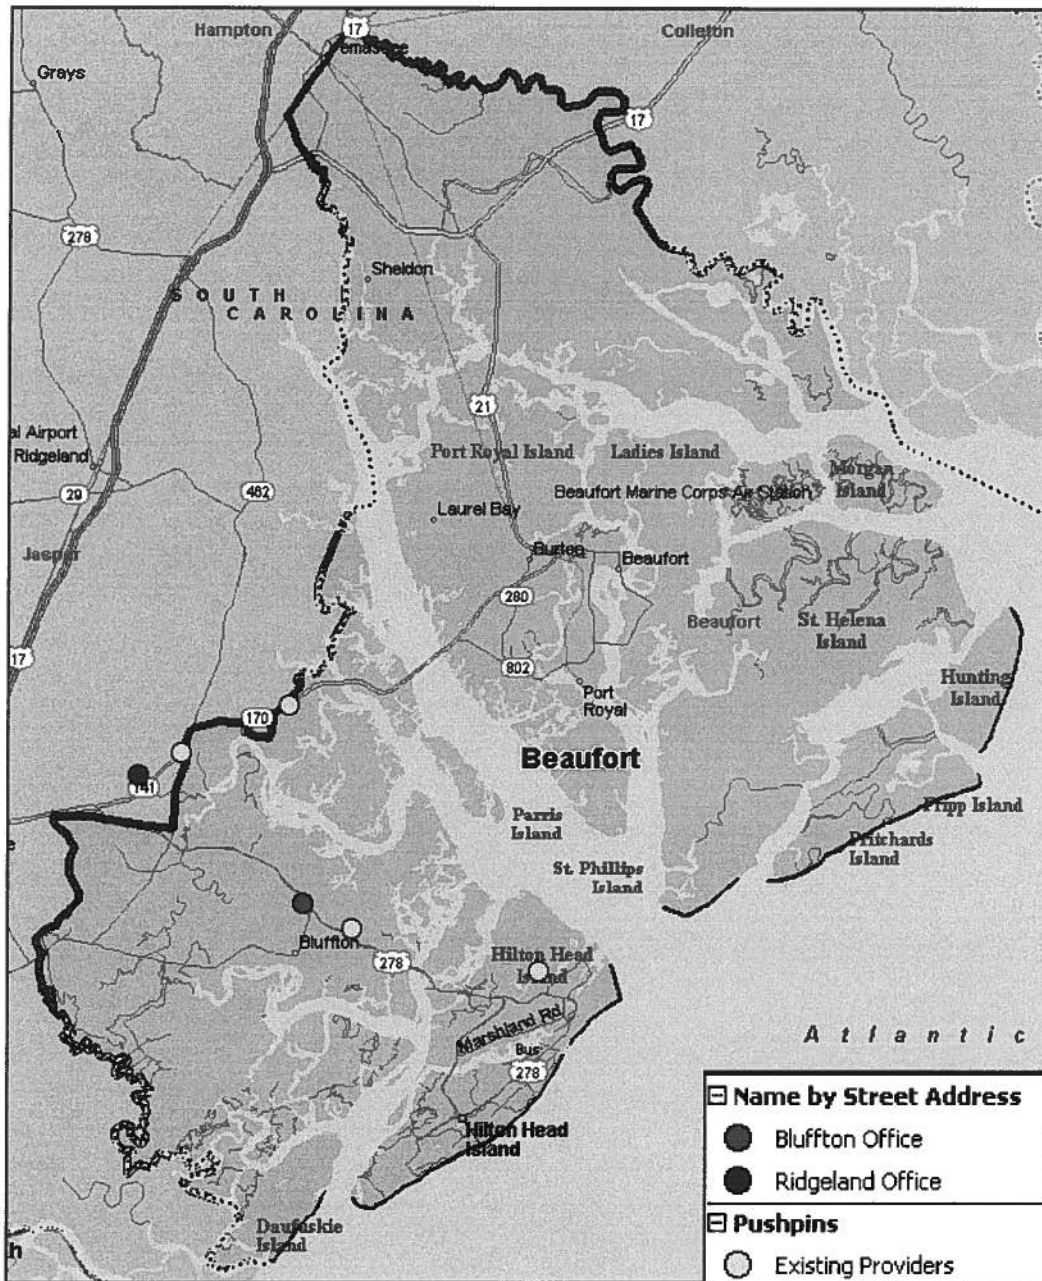 Hampton
17
Colleton
Grays
17
278
Sheldon
SOUTH
CAROLINA
21
al Airport
Ridgeland
Port Royal Island
Ladies Island
Morgan
Island
29
462
Beaufort Marine Corps Air Station
Laurel Bay
Jasper
Burton
Beaufort
280
Beaufort
St. Helena
Island
17
802
Hunting
Island
Port
Royal
170
Beaufort
141
Fripp Island
Parris
Island
Pritchards
Island
St. Phillips
Island
Bluffton
278
Hilton Head
Island
Marshland Rd
Atlantic
Bus
278
Hilton Head
Island
Daufuskie
Island
h
Name by Street Address
Bluffton Office
Ridgeland Office
Pushpins
Existing Providers